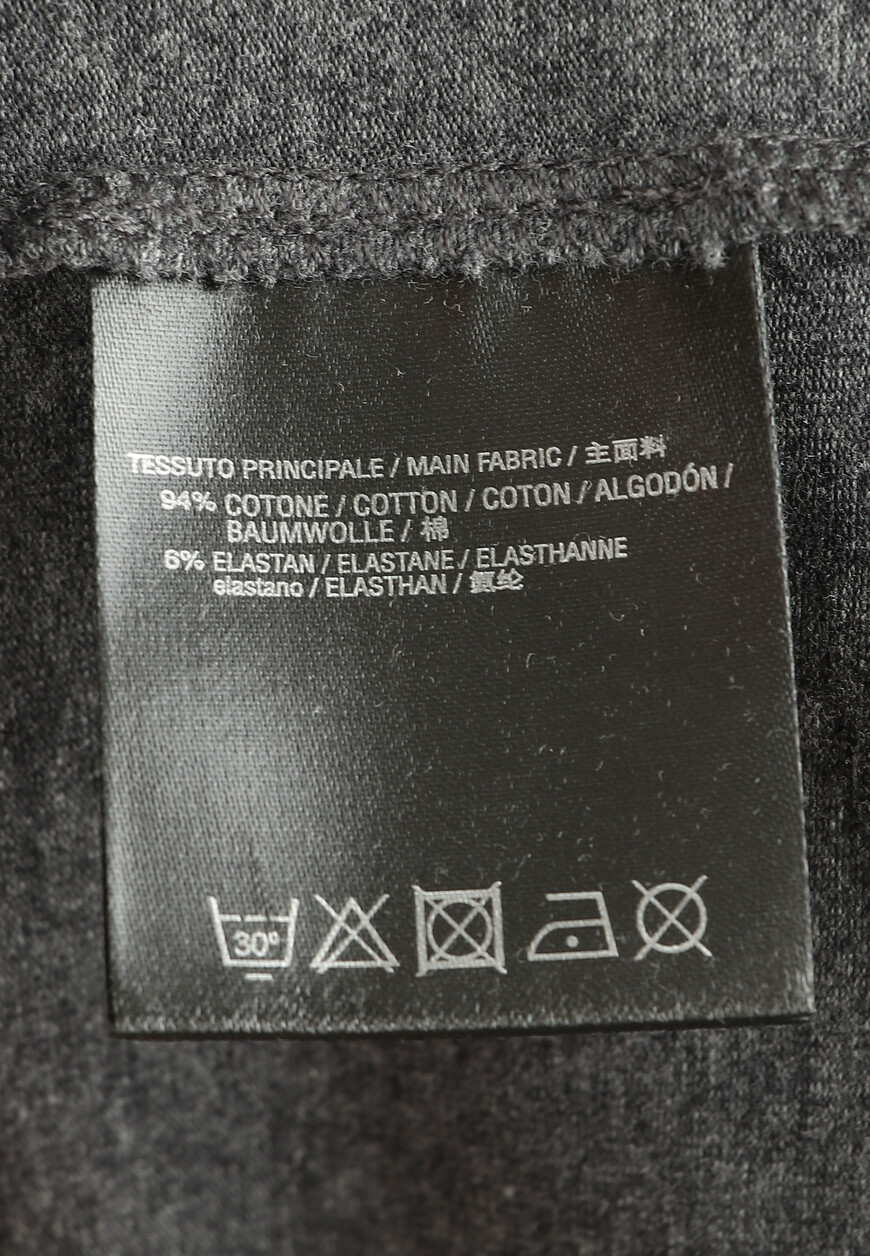 TESSUTO PRINCIPALE / MAIN FABRIC / 主面料
94% COTONE / COTTON / COTON / ALGODÓN /
BAUMWOLLE / 棉
6% ELASTAN / ELASTANE / ELASTHANNE
elastano / ELASTHAN / 氨纶
30°